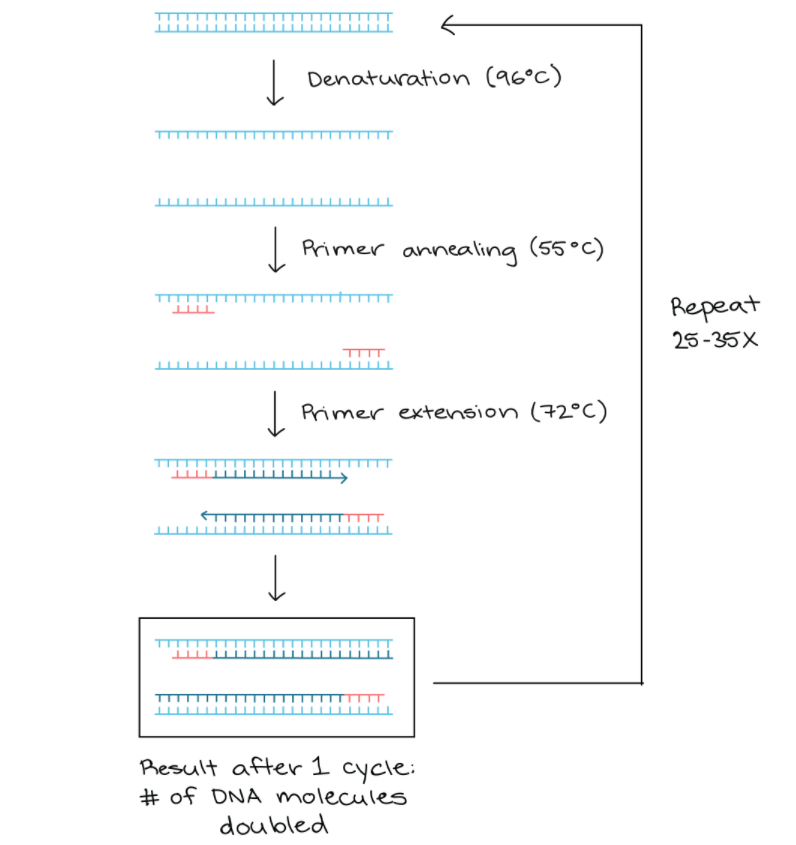 Denaturation (96°C)
Primer annealing (55°C)
Repeat
25-35X
Primer extension (72°C)
Result after 1 cycle:
# of DNA molecules
doubled